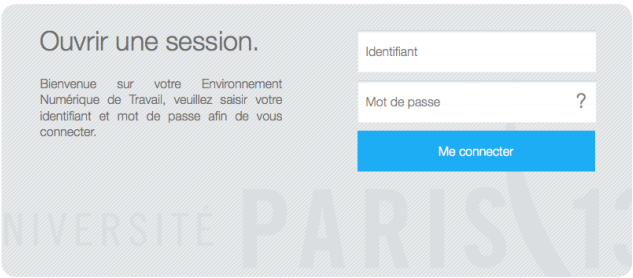 Ouvrir une session.
Bienvenue sur votre Environnement
Numérique de Travail, veuillez saisir votre
identifiant et mot de passe afin de vous
connecter.
Identifiant
Mot de passe ?
Me connecter
NIVERSITÉ PARIS 13